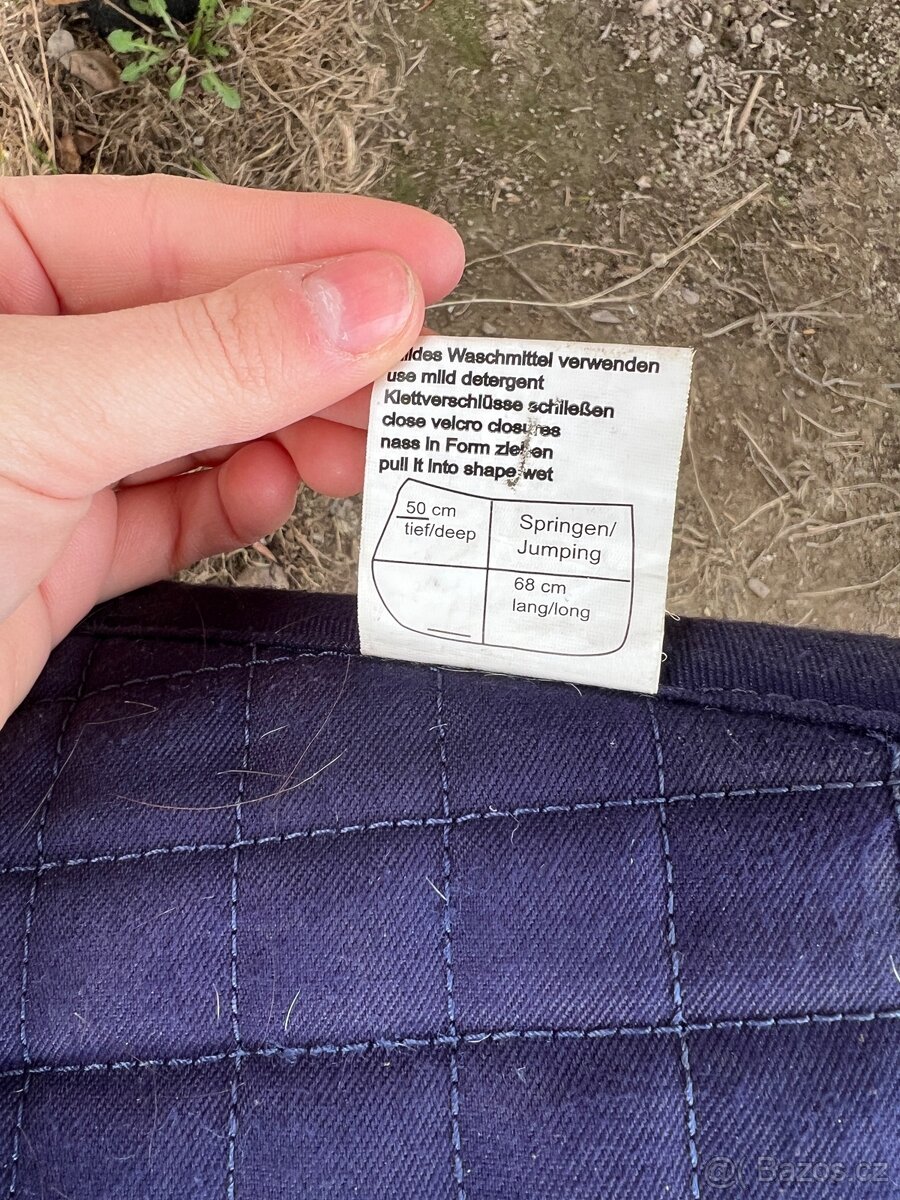 ildes Waschmittel verwenden
use mild detergent
Klettverschlüsse schließen
close velcro closures
nass in Form ziehen
pull it into shape wet
50 cm
tief/deep
Springen/
Jumping
68 cm
lang/long
@ Bazos.cz